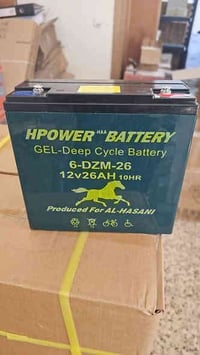 HPOWER H&B BATTERY
GEL-Deep Cycle Battery
6-DZM-26
12v26AH 10HR
Produced For AL-HASANI